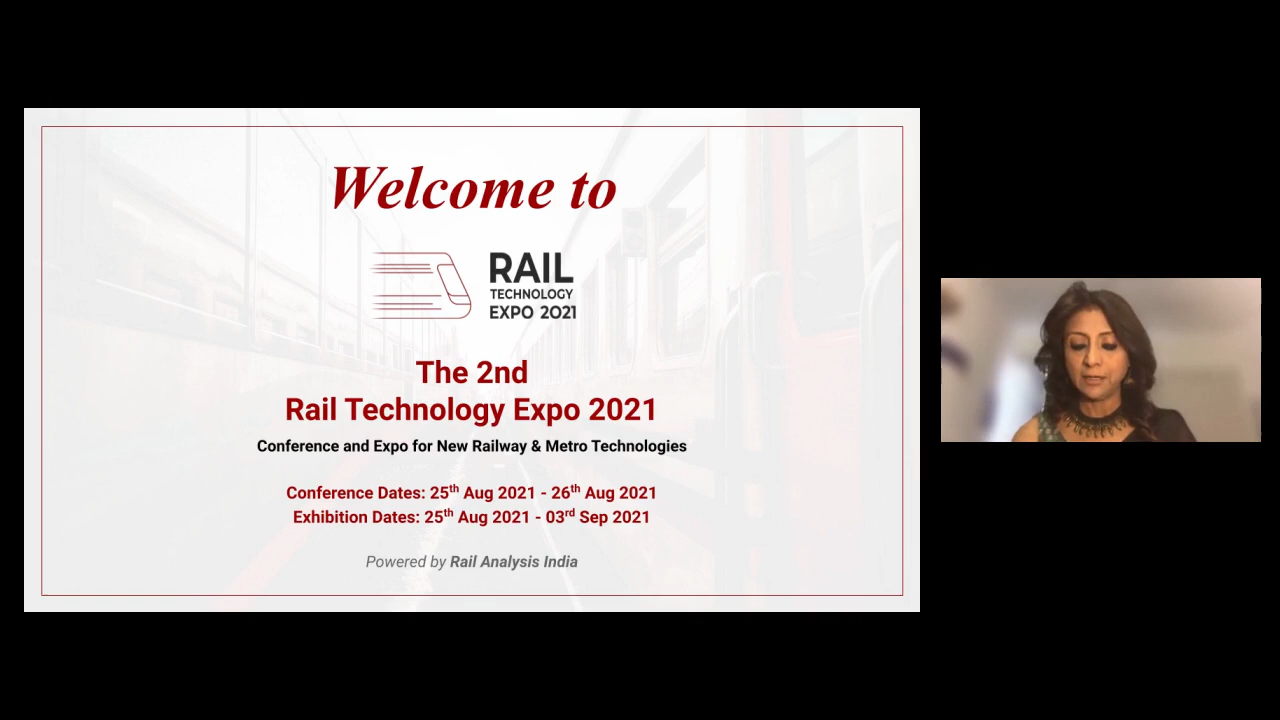 Welcome to
RAIL
TECHNOLOGY
EXPO 2021
The 2nd
Rail Technology Expo 2021
Conference and Expo for New Railway & Metro Technologies
Conference Dates: 25th Aug 2021 - 26th Aug 2021
Exhibition Dates: 25th Aug 2021 - 03rd Sep 2021
Powered by Rail Analysis India